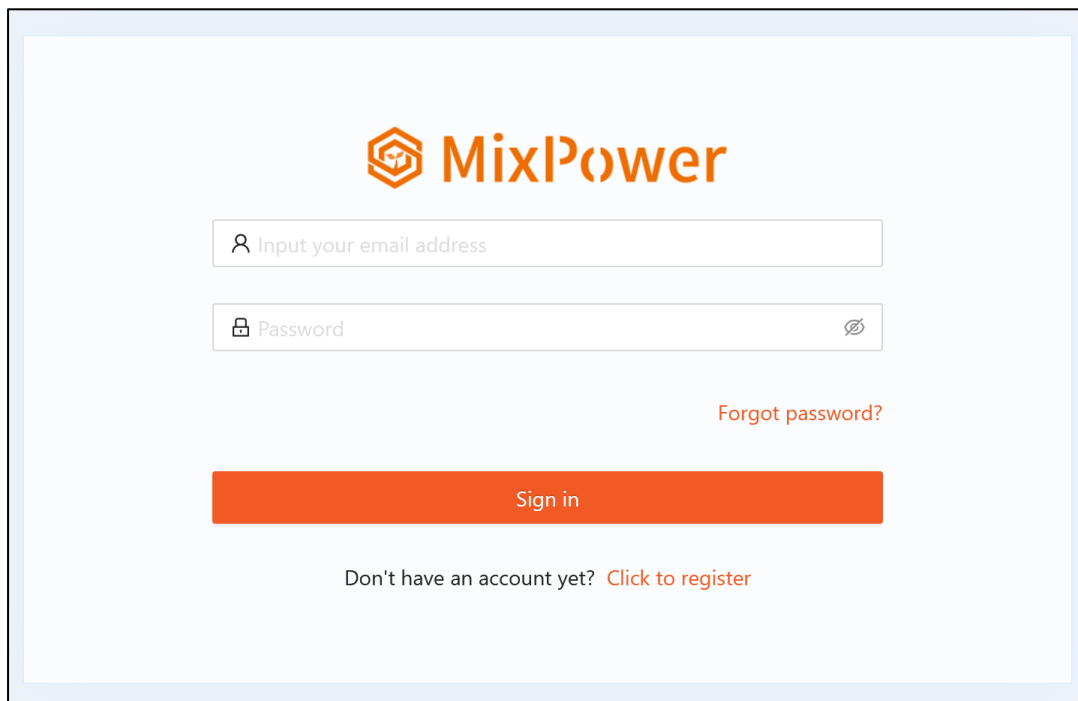 MixPower
Input your email address
Password
Forgot password?
Sign in
Don't have an account yet? Click to register